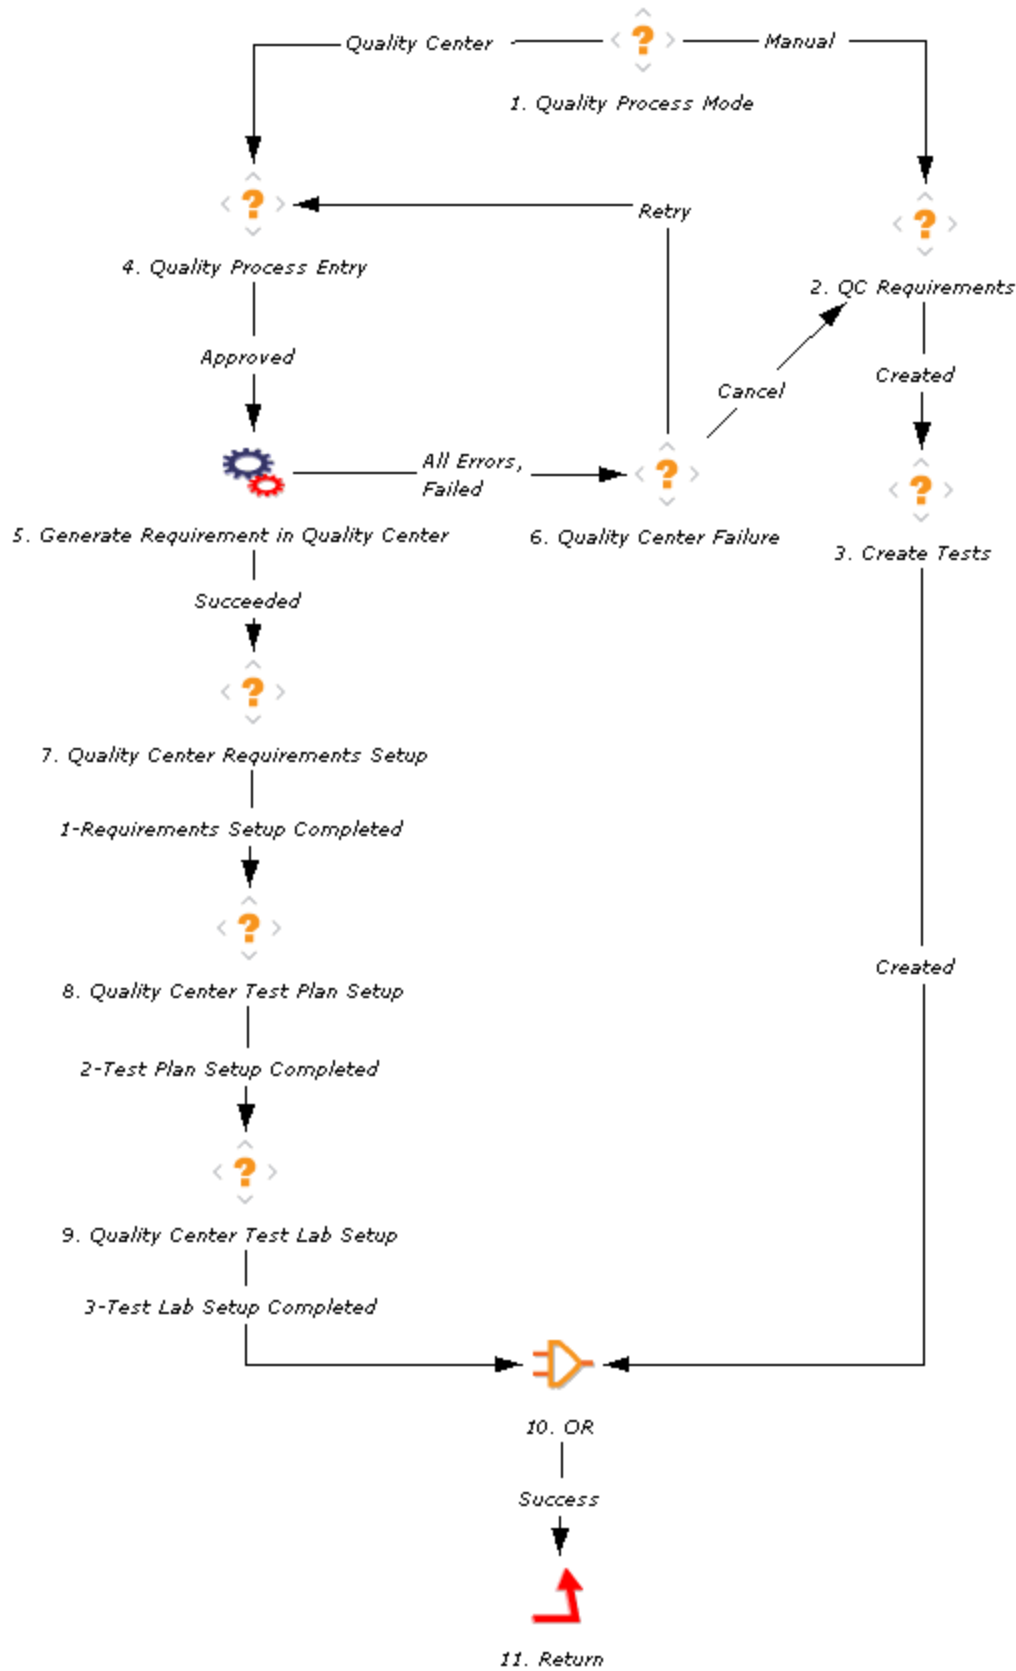 Quality Center
Manual
1. Quality Process Mode
Retry
4. Quality Process Entry
2. QC Requirements
Approved
Created
Cancel
All Errors,
Failed
5. Generate Requirement in Quality Center
6. Quality Center Failure
3. Create Tests
Succeeded
7. Quality Center Requirements Setup
1-Requirements Setup Completed
Created
8. Quality Center Test Plan Setup
2-Test Plan Setup Completed
9. Quality Center Test Lab Setup
3-Test Lab Setup Completed
10. OR
Success
11. Return